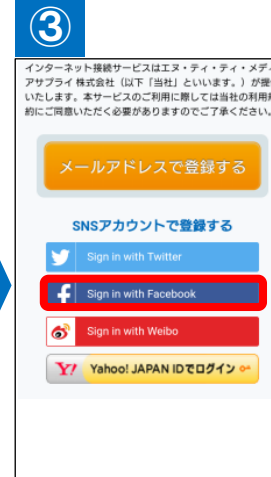 ③
インターネット接続サービスはエヌ・ティ・ティ・メディ
アサプライ 株式会社（以下「当社」といいます。）が提
いたします。本サービスのご利用に際しては当社の利用
約にご同意いただく必要がありますのでご了承ください。
メールアドレスで登録する
SNSアカウントで登録する
Sign in with Twitter
Sign in with Facebook
Sign in with Weibo
Y! Yahoo! JAPAN IDでログイン